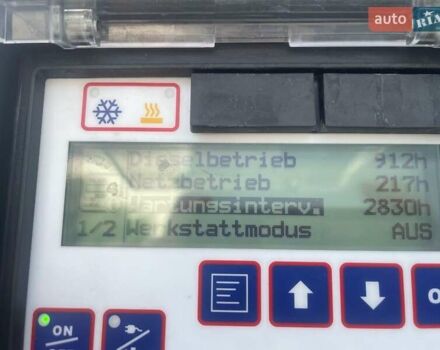 auto RIA
Dieselbetrieb 912h
Netzbetrieb 217h
Wartungsinterv. 2830h
1/2 Werkstattmodus AUS
ON